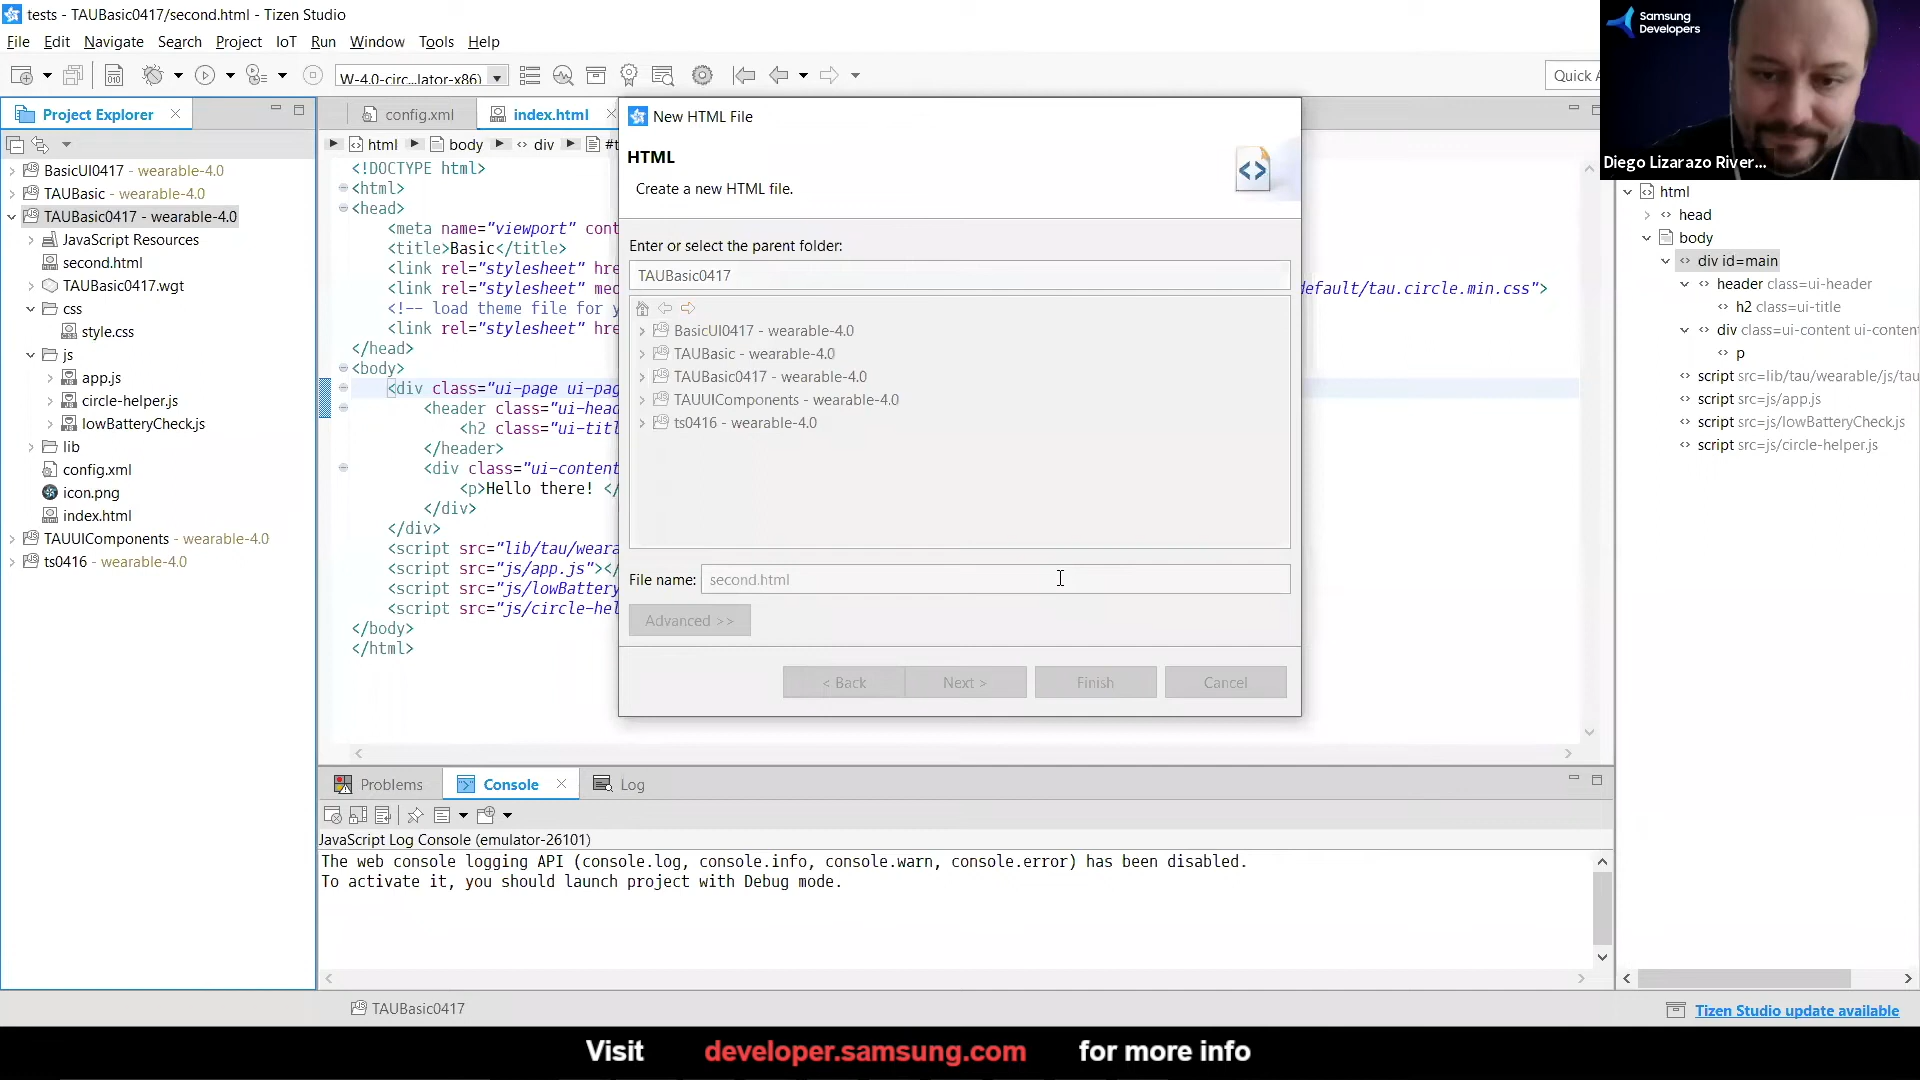 tests - TAUBasic0417/second.html - Tizen Studio
File Edit Navigate Search Project IoT Run Window Tools Help
W-4.0-circ...lator-x86)
Quick A
Samsung
Developers
Diego Lizarazo River...
Project Explorer
BasicUI0417 - wearable-4.0
TAUBasic - wearable-4.0
TAUBasic0417 - wearable-4.0
JavaScript Resources
second.html
TAUBasic0417.wgt
css
style.css
js
app.js
circle-helper.js
lowBatteryCheck.js
lib
config.xml
icon.png
index.html
TAUUIComponents - wearable-4.0
ts0416 - wearable-4.0
config.xml
index.html
html body div #t
<!DOCTYPE html>
<html>
<head>
<meta name="viewport" cont
<title>Basic</title>
<link rel="stylesheet" hre
<link rel="stylesheet" med
default/tau.circle.min.css">
<!-- load theme file for y
<link rel="stylesheet" hre
</head>
<body>
<div class="ui-page ui-pag
<header class="ui-head
<h2 class="ui-titl
</header>
<div class="ui-content
<p>Hello there! </
</div>
</div>
<script src="lib/tau/weara
<script src="js/app.js"></
<script src="js/lowBattery
<script src="js/circle-hel
</body>
</html>
New HTML File
HTML
Create a new HTML file.
Enter or select the parent folder:
TAUBasic0417
BasicUI0417 - wearable-4.0
TAUBasic - wearable-4.0
TAUBasic0417 - wearable-4.0
TAUUIComponents - wearable-4.0
ts0416 - wearable-4.0
File name: second.html
Advanced >>
< Back Next > Finish Cancel
html
head
body
div id=main
header class=ui-header
h2 class=ui-title
div class=ui-content ui-content
p
script src=lib/tau/wearable/js/tau
script src=js/app.js
script src=js/lowBatteryCheck.js
script src=js/circle-helper.js
Problems Console Log
JavaScript Log Console (emulator-26101)
The web console logging API (console.log, console.info, console.warn, console.error) has been disabled.
To activate it, you should launch project with Debug mode.
TAUBasic0417
Tizen Studio update available
Visit developer.samsung.com for more info